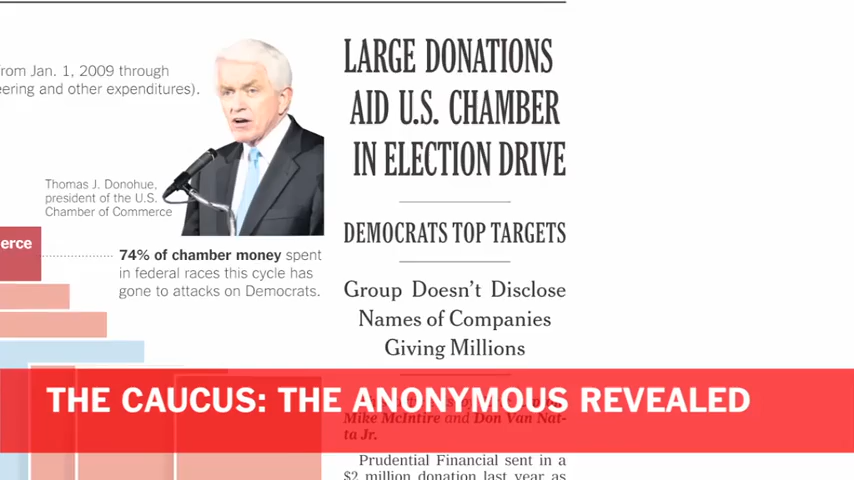 from Jan. 1, 2009 through
eering and other expenditures).
Thomas J. Donohue,
president of the U.S.
Chamber of Commerce
erce
74% of chamber money spent
in federal races this cycle has
gone to attacks on Democrats.
LARGE DONATIONS
AID U.S. CHAMBER
IN ELECTION DRIVE
DEMOCRATS TOP TARGETS
Group Doesn't Disclose
Names of Companies
Giving Millions
THE CAUCUS: THE ANONYMOUS REVEALED
Mike McIntire and Don Van Nat-
ta Jr.
Prudential Financial sent in a
$2 million donation last year as